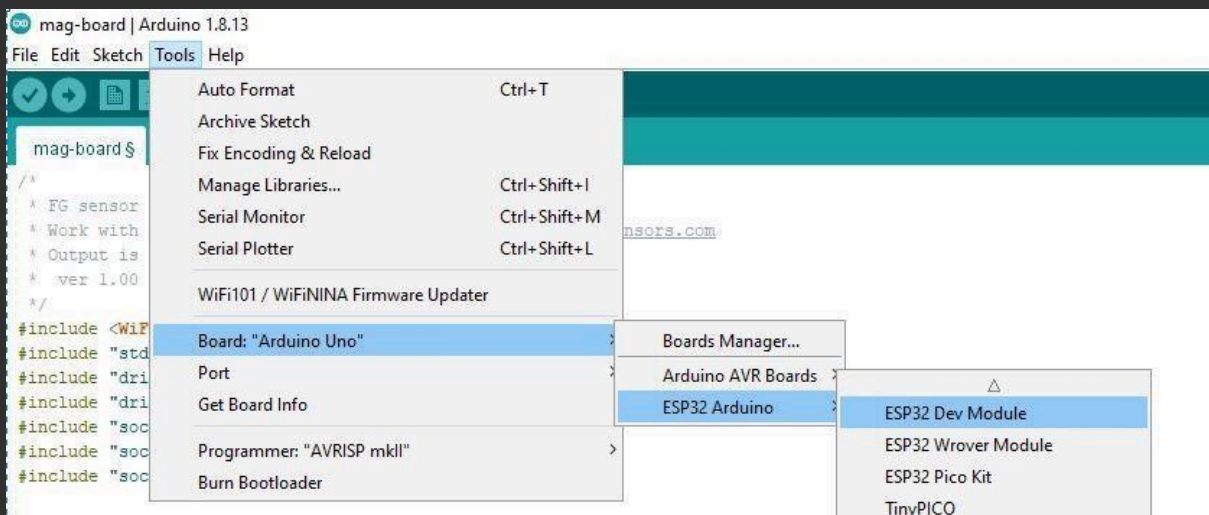 mag-board | Arduino 1.8.13
File Edit Sketch Tools Help
mag-board §
/*
* FG sensor
* Work with nsors.com
* Output is
* ver 1.00
*/
#include <WiF
#include "std
#include "dri
#include "dri
#include "soc
#include "soc
#include "soc
Auto Format Ctrl+T
Archive Sketch
Fix Encoding & Reload
Manage Libraries... Ctrl+Shift+I
Serial Monitor Ctrl+Shift+M
Serial Plotter Ctrl+Shift+L
WiFi101 / WiFiNINA Firmware Updater
Board: "Arduino Uno"
Port
Get Board Info
Programmer: "AVRISP mkII"
Burn Bootloader
Boards Manager...
Arduino AVR Boards
ESP32 Arduino
ESP32 Dev Module
ESP32 Wrover Module
ESP32 Pico Kit
TinyPICO